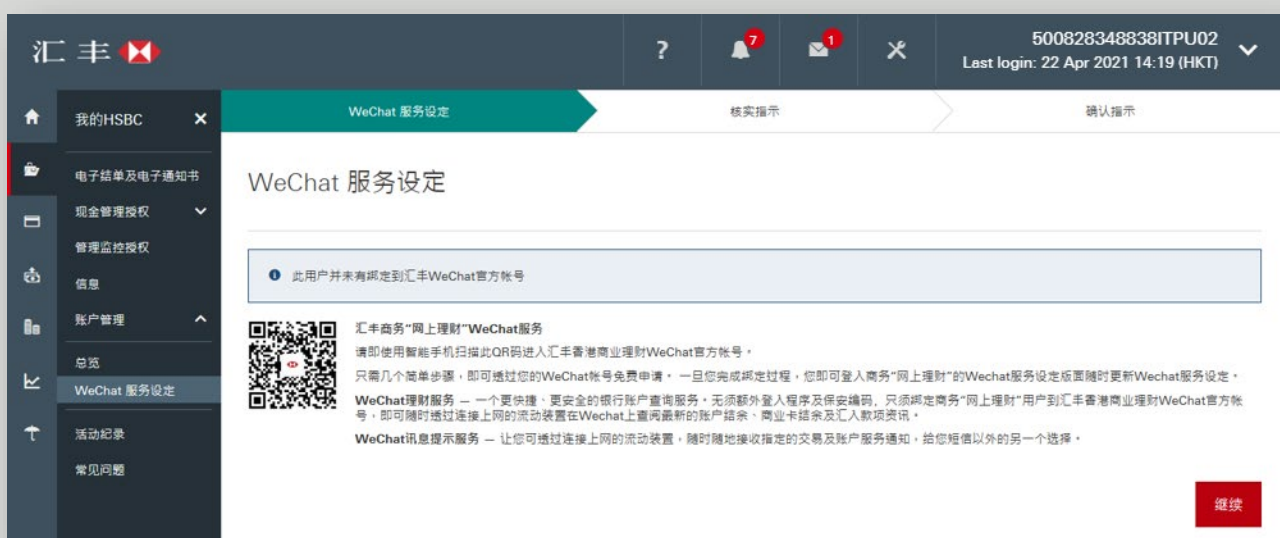 汇丰
?
7
1
500828348838ITPU02
Last login: 22 Apr 2021 14:19 (HKT)
我的HSBC
WeChat 服务设定
核实指示
确认指示
电子结单及电子通知书
现金管理授权
管理监控授权
信息
账户管理
总览
WeChat 服务设定
活动纪录
常见问题
WeChat 服务设定
此用户并未有绑定到汇丰WeChat官方帐号
汇丰商务“网上理财”WeChat服务
请即使用智能手机扫描此QR码进入汇丰香港商业理财WeChat官方帐号。
只需几个简单步骤，即可透过您的WeChat帐号免费申请。 一旦您完成绑定过程，您即可登入商务“网上理财”的Wechat服务设定版面随时更新Wechat服务设定。
WeChat理财服务 — 一个更快捷、更安全的银行账户查询服务。无须额外登入程序及保安编码，只须绑定商务“网上理财”用户到汇丰香港商业理财WeChat官方帐
号，即可随时透过连接上网的流动装置在Wechat上查阅最新的账户结余、商业卡结余及汇入款项资讯。
WeChat讯息提示服务 — 让您可透过连接上网的流动装置，随时随地接收指定的交易及账户服务通知，给您短信以外的另一个选择。
继续